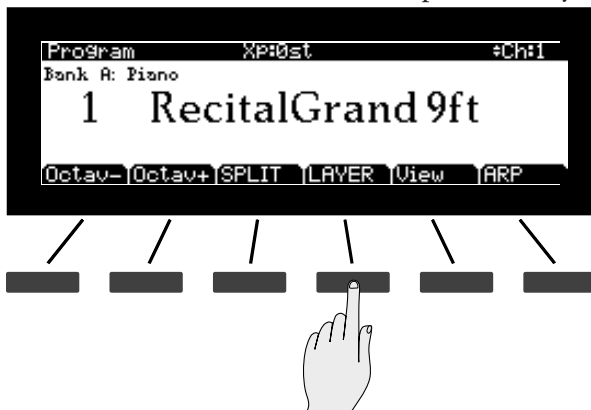 Program Xp:0st ÷Ch:1
Bank A: Piano
1 RecitalGrand 9ft
Octav- Octav+ SPLIT LAYER View ARP